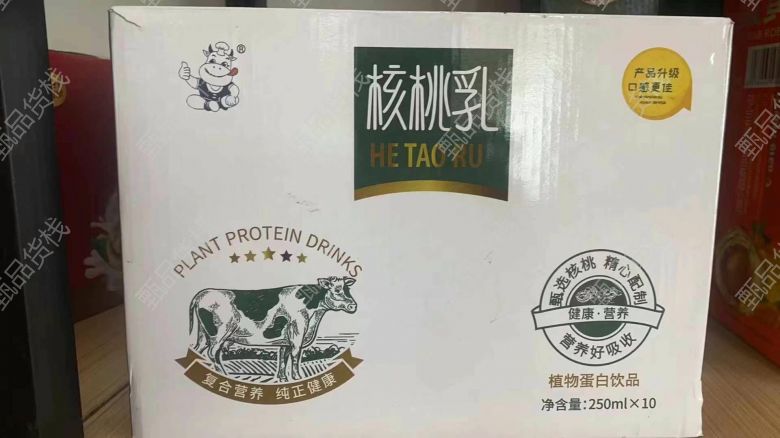 ®
核桃乳
HE TAO RU
产品升级
口感更佳
PLANT PROTEIN DRINKS
复合营养 纯正健康
甄选核桃 精心配制
健康·营养
营养好吸收
植物蛋白饮品
净含量:250ml×10
甄品货栈